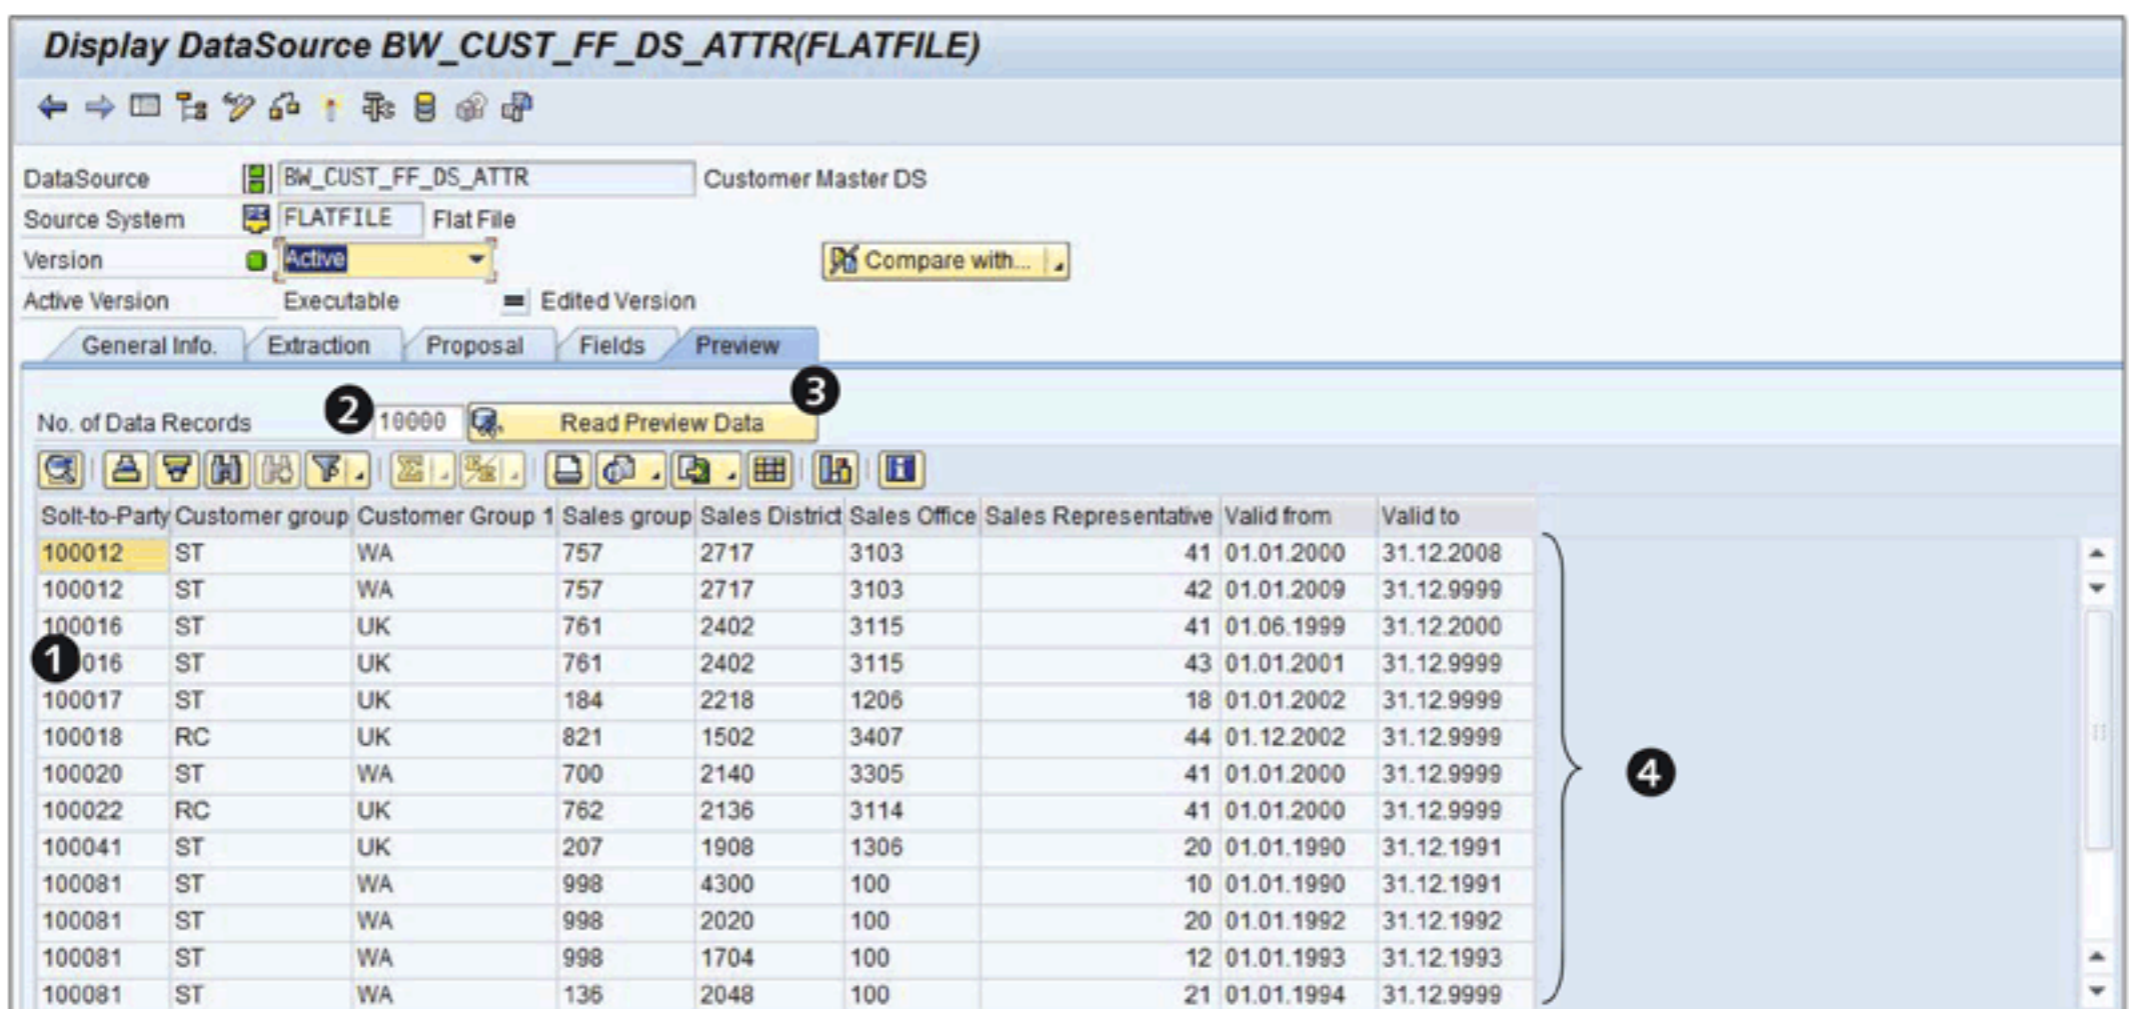 Display DataSource BW_CUST_FF_DS_ATTR(FLATFILE)
DataSource BW_CUST_FF_DS_ATTR Customer Master DS
Source System FLATFILE Flat File
Version Active Compare with...
Active Version Executable = Edited Version
General Info. Extraction Proposal Fields Preview
3
No. of Data Records 2 10000 Read Preview Data
Solt-to-Party Customer group Customer Group 1 Sales group Sales District Sales Office Sales Representative Valid from Valid to
100012 ST WA 757 2717 3103 41 01.01.2000 31.12.2008
100012 ST WA 757 2717 3103 42 01.01.2009 31.12.9999
100016 ST UK 761 2402 3115 41 01.06.1999 31.12.2000
1 016 ST UK 761 2402 3115 43 01.01.2001 31.12.9999
100017 ST UK 184 2218 1206 18 01.01.2002 31.12.9999
100018 RC UK 821 1502 3407 44 01.12.2002 31.12.9999
100020 ST WA 700 2140 3305 41 01.01.2000 31.12.9999 4
100022 RC UK 762 2136 3114 41 01.01.2000 31.12.9999
100041 ST UK 207 1908 1306 20 01.01.1990 31.12.1991
100081 ST WA 998 4300 100 10 01.01.1990 31.12.1991
100081 ST WA 998 2020 100 20 01.01.1992 31.12.1992
100081 ST WA 998 1704 100 12 01.01.1993 31.12.1993
100081 ST WA 136 2048 100 21 01.01.1994 31.12.9999